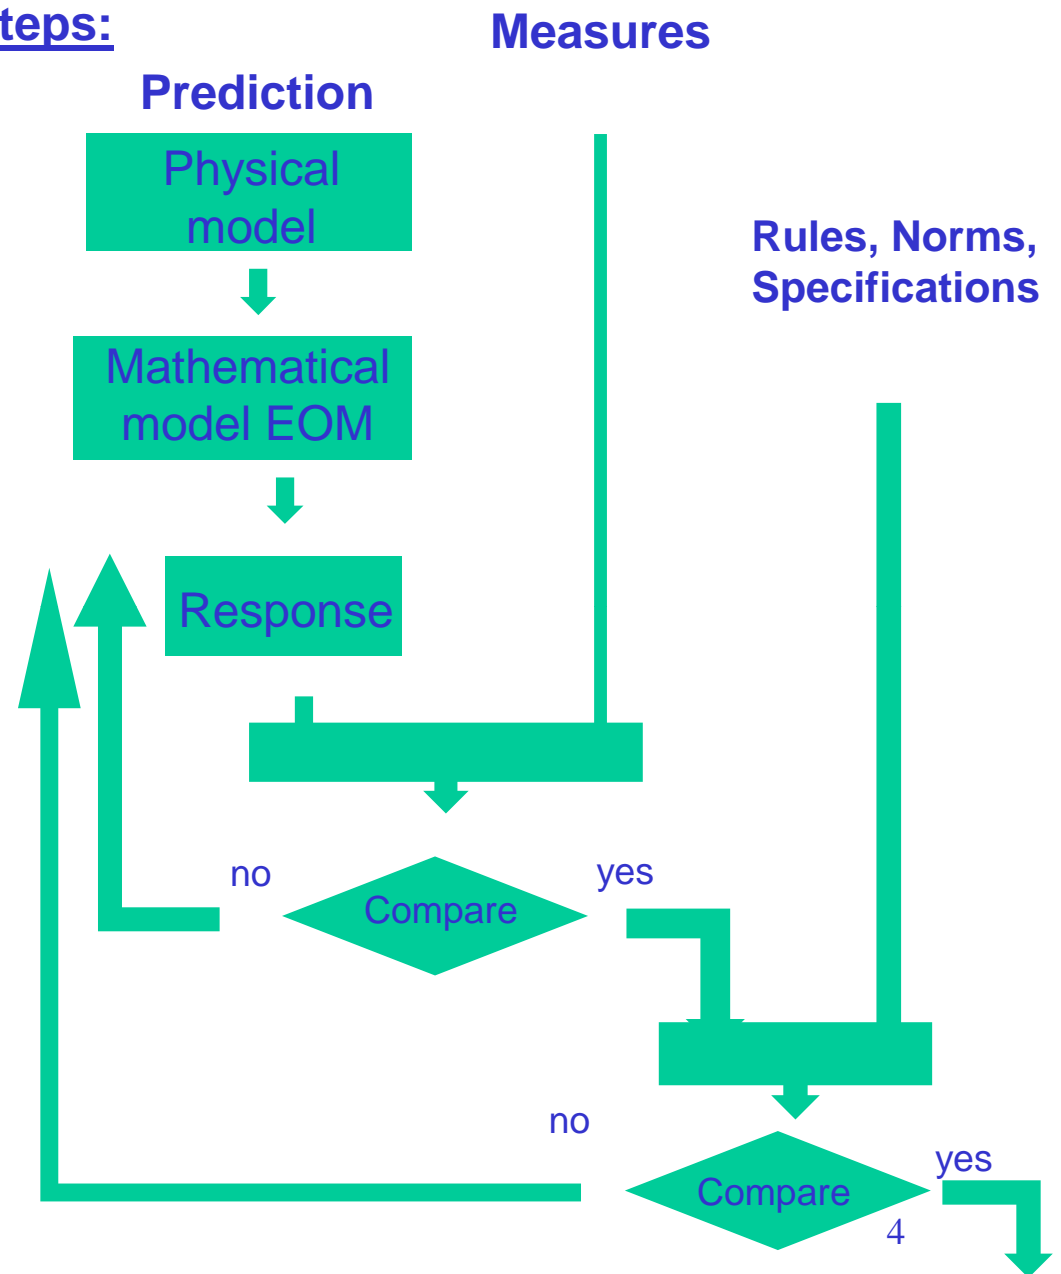 teps:
Measures
Prediction
Physical
model
Rules, Norms,
Specifications
Mathematical
model EOM
Response
no
yes
Compare
no
yes
Compare
4